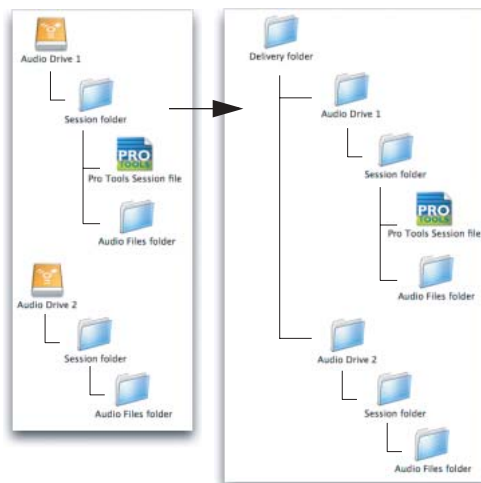 Audio Drive 1
Session folder
PRO
TOOLS
Pro Tools Session file
Audio Files folder
Audio Drive 2
Session folder
Audio Files folder
Delivery folder
Audio Drive 1
Session folder
PRO
TOOLS
Pro Tools Session file
Audio Files folder
Audio Drive 2
Session folder
Audio Files folder